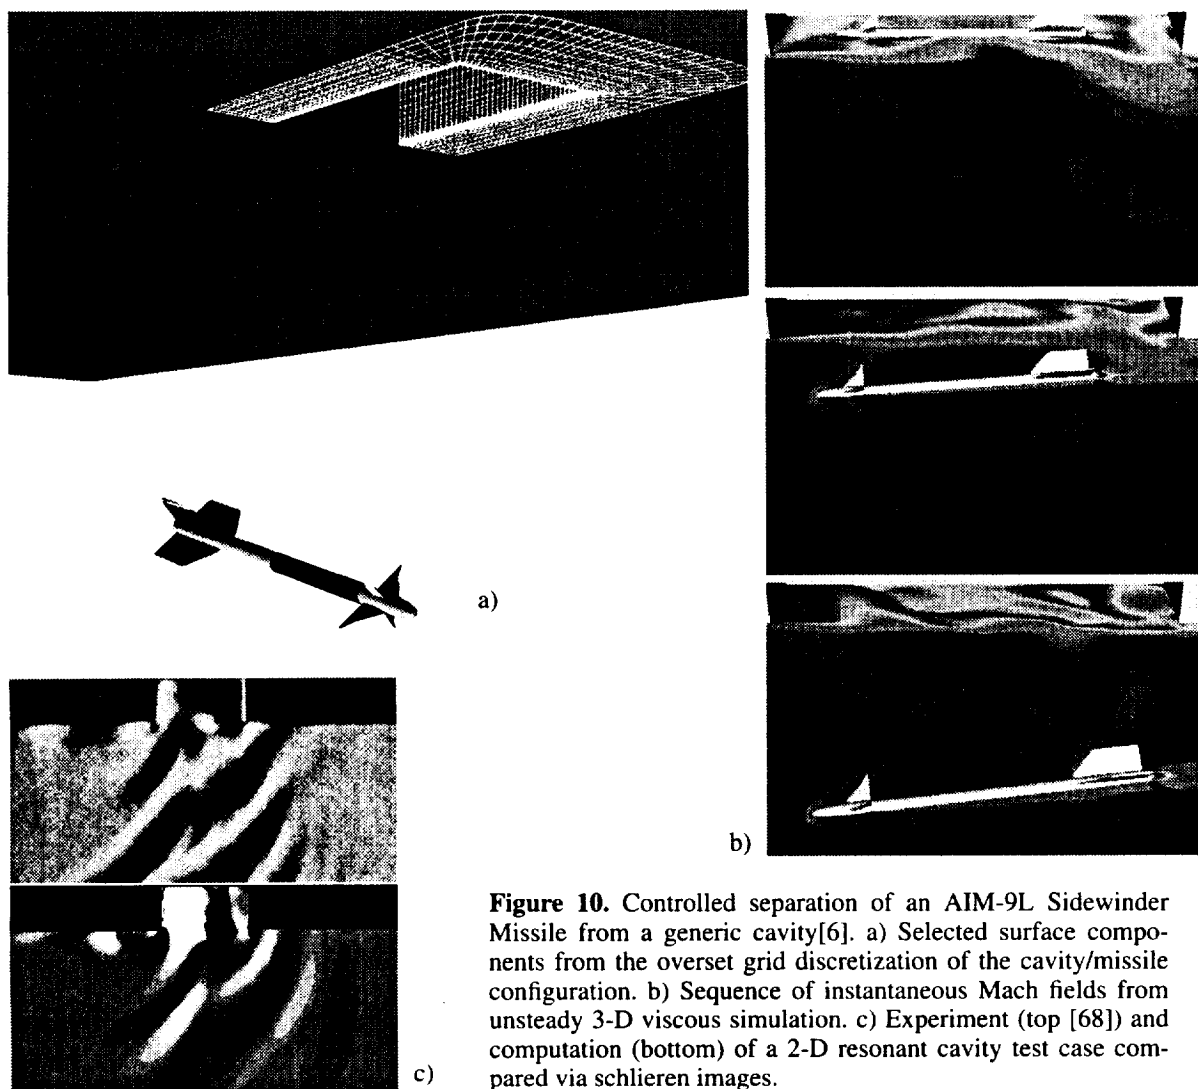 a)
b)
c)
Figure 10. Controlled separation of an AIM-9L Sidewinder
Missile from a generic cavity[6]. a) Selected surface compo-
nents from the overset grid discretization of the cavity/missile
configuration. b) Sequence of instantaneous Mach fields from
unsteady 3-D viscous simulation. c) Experiment (top [68]) and
computation (bottom) of a 2-D resonant cavity test case com-
pared via schlieren images.